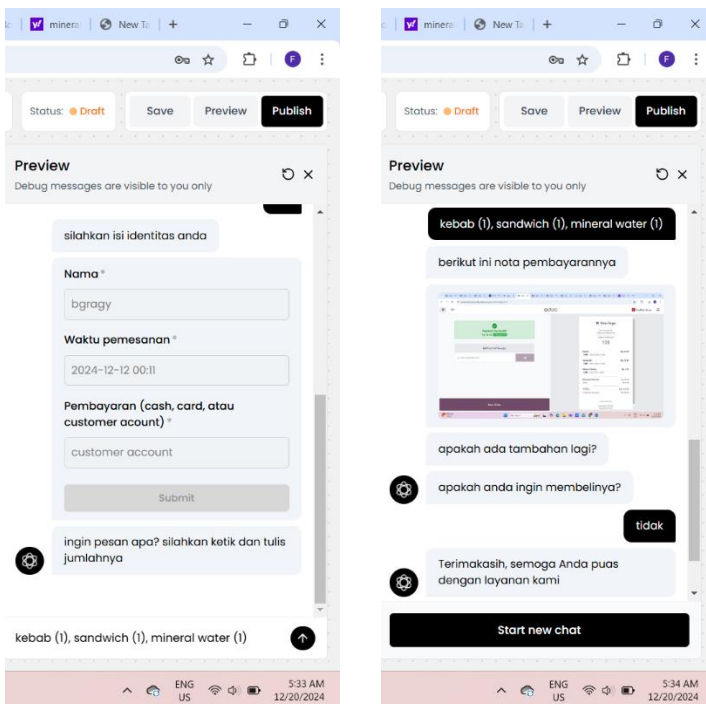 minera
New Ta
Status: Draft
Save
Preview
Publish
Preview
Debug messages are visible to you only
silahkan isi identitas anda
Nama *
bgragy
Waktu pemesanan *
2024-12-12 00:11
Pembayaran (cash, card, atau
customer acount) *
customer account
Submit
ingin pesan apa? silahkan ketik dan tulis
jumlahnya
kebab (1), sandwich (1), mineral water (1)
ENG
US
5:33 AM
12/20/2024
minera
New Ta
Status: Draft
Save
Preview
Publish
Preview
Debug messages are visible to you only
kebab (1), sandwich (1), mineral water (1)
berikut ini nota pembayarannya
apakah ada tambahan lagi?
apakah anda ingin membelinya?
tidak
Terimakasih, semoga Anda puas
dengan layanan kami
Start new chat
ENG
US
5:34 AM
12/20/2024